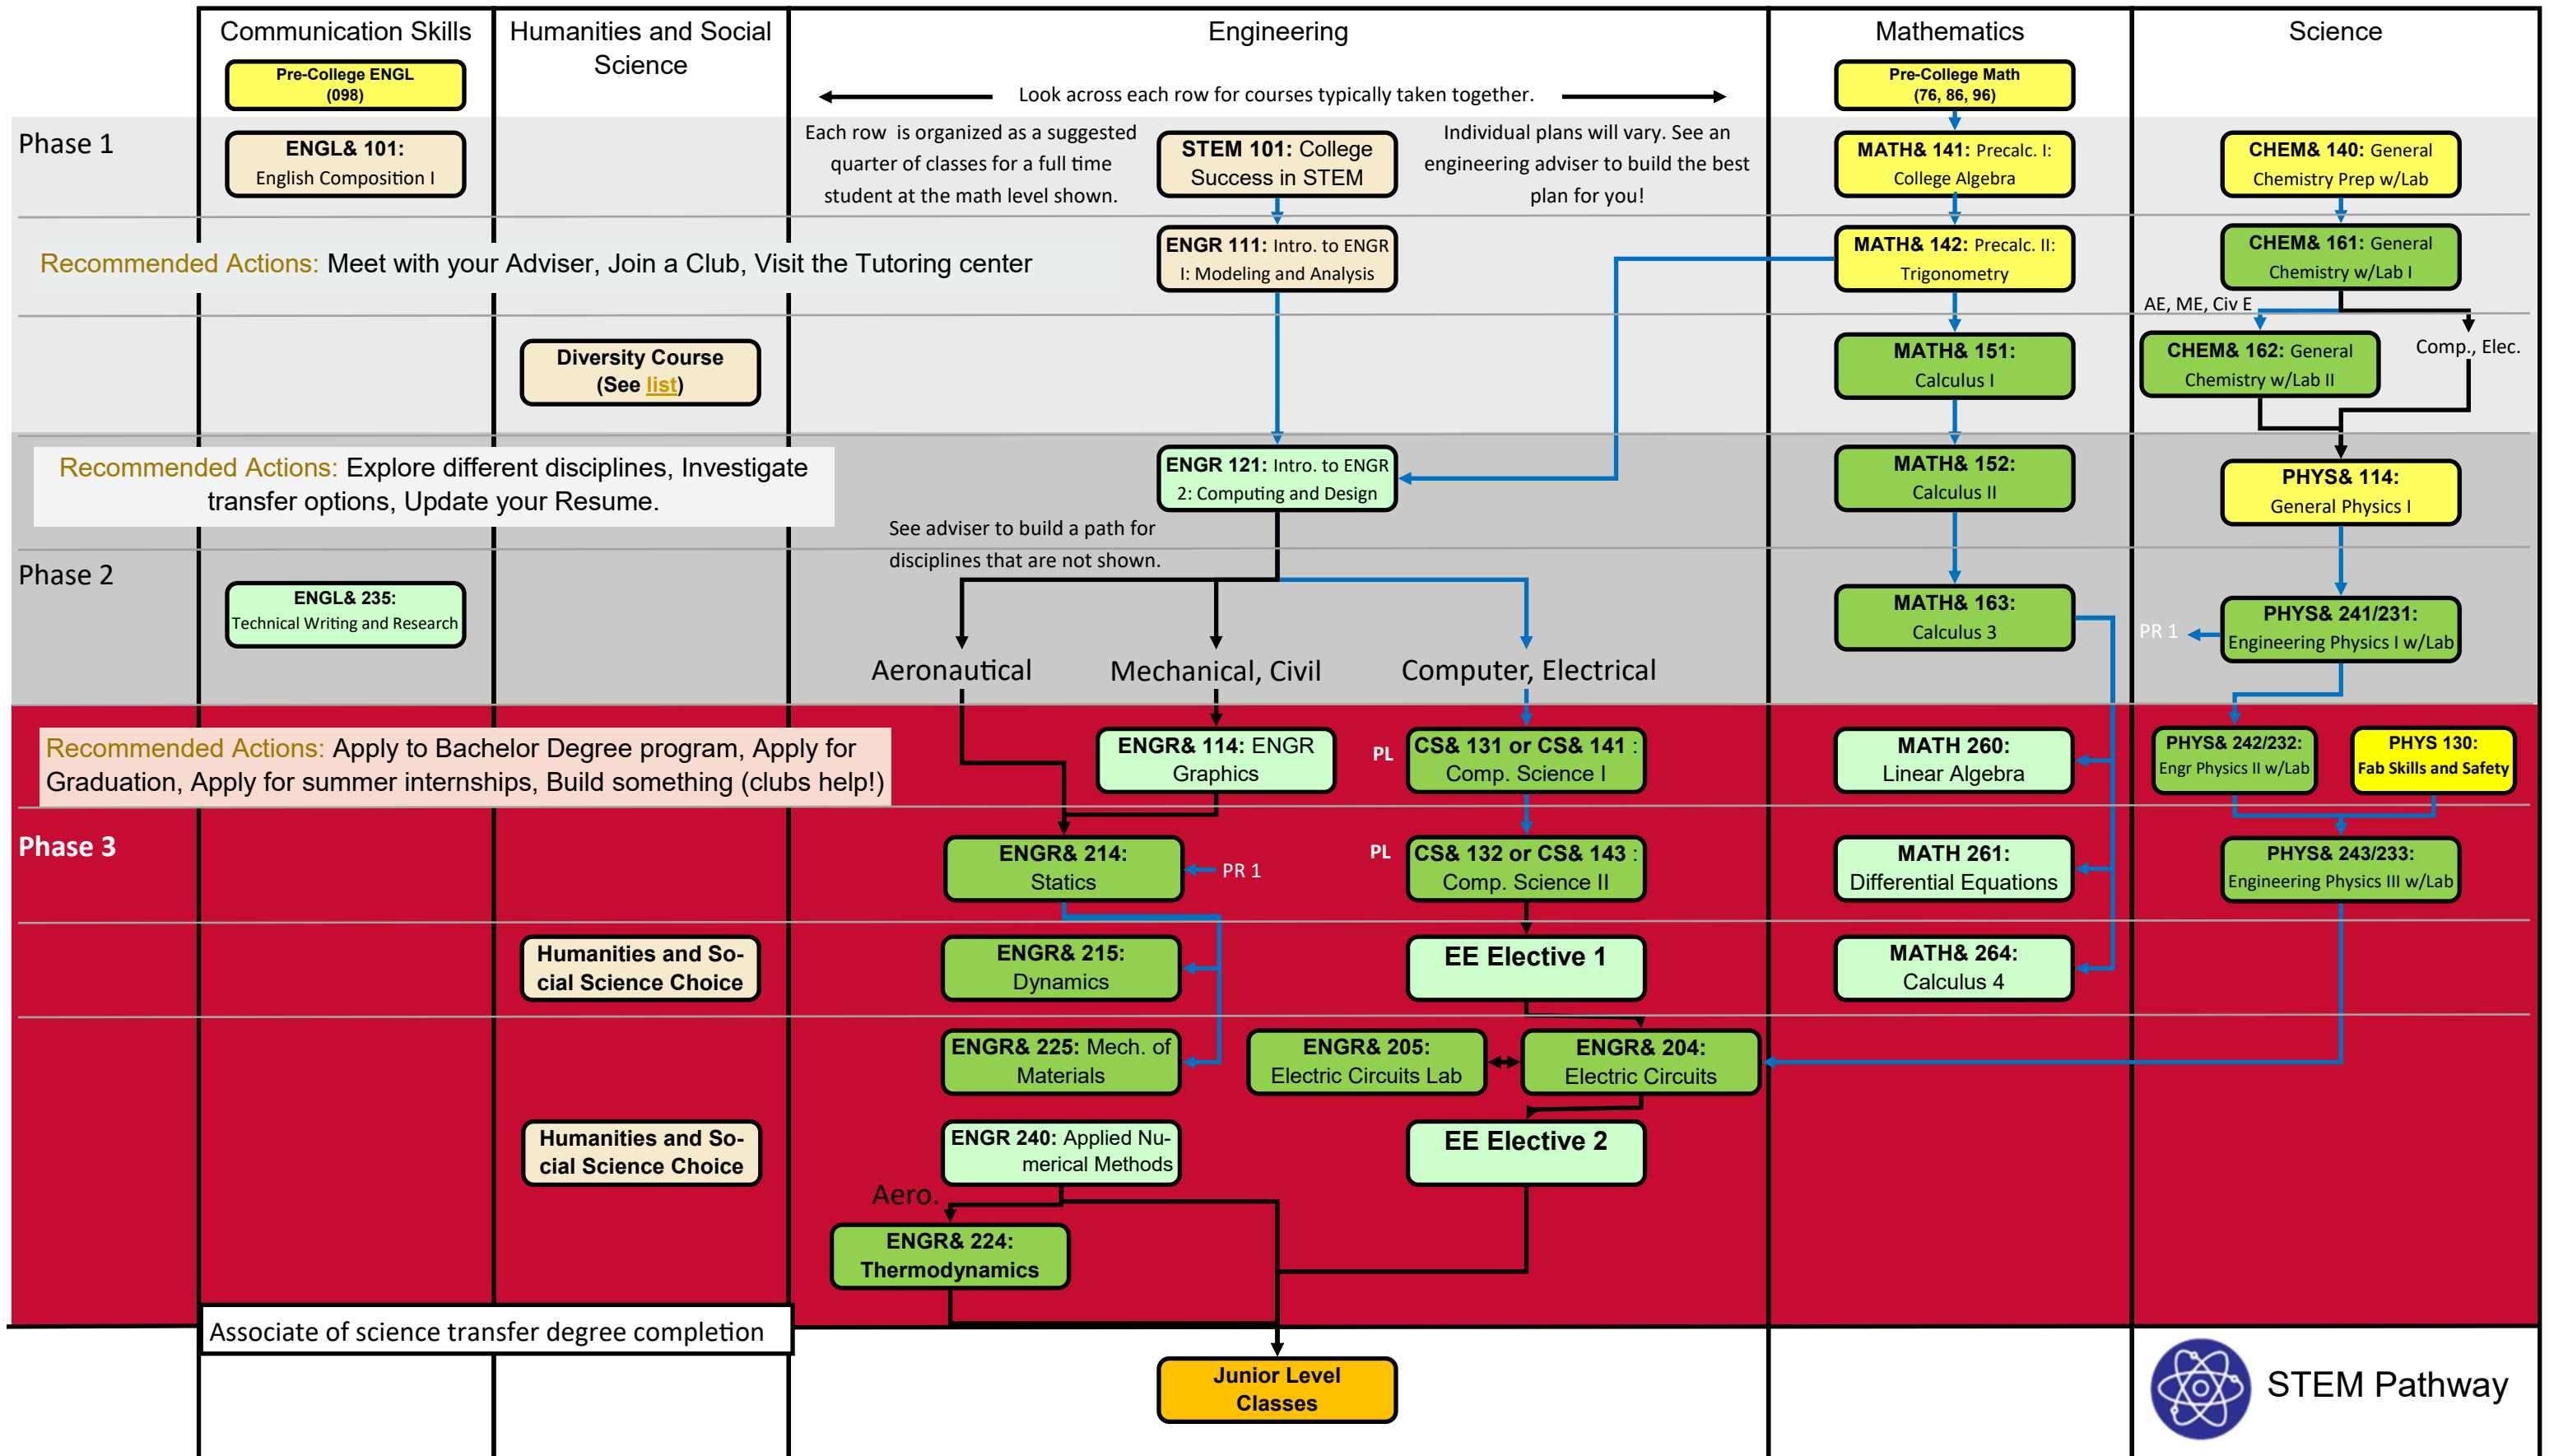 Communication Skills
Humanities and Social
Science
Engineering
Mathematics
Science
Pre-College ENGL
(098)
Look across each row for courses typically taken together.
Pre-College Math
(76, 86, 96)
Phase 1
ENGL& 101:
English Composition I
Each row is organized as a suggested
quarter of classes for a full time
student at the math level shown.
STEM 101: College
Success in STEM
Individual plans will vary. See an
engineering adviser to build the best
plan for you!
MATH& 141: Precalc. I:
College Algebra
CHEM& 140: General
Chemistry Prep w/Lab
Recommended Actions: Meet with your Adviser, Join a Club, Visit the Tutoring center
ENGR 111: Intro. to ENGR
I: Modeling and Analysis
MATH& 142: Precalc. II:
Trigonometry
CHEM& 161: General
Chemistry w/Lab I
AE, ME, Civ E
Diversity Course
(See list)
MATH& 151:
Calculus I
CHEM& 162: General
Chemistry w/Lab II
Comp., Elec.
Recommended Actions: Explore different disciplines, Investigate
transfer options, Update your Resume.
ENGR 121: Intro. to ENGR
2: Computing and Design
MATH& 152:
Calculus II
PHYS& 114:
General Physics I
See adviser to build a path for
disciplines that are not shown.
Phase 2
ENGL& 235:
Technical Writing and Research
MATH& 163:
Calculus 3
PR 1
PHYS& 241/231:
Engineering Physics I w/Lab
Aeronautical
Mechanical, Civil
Computer, Electrical
Recommended Actions: Apply to Bachelor Degree program, Apply for
Graduation, Apply for summer internships, Build something (clubs help!)
ENGR& 114: ENGR
Graphics
PL
CS& 131 or CS& 141 :
Comp. Science I
MATH 260:
Linear Algebra
PHYS& 242/232:
Engr Physics II w/Lab
PHYS 130:
Fab Skills and Safety
Phase 3
ENGR& 214:
Statics
PR 1
PL
CS& 132 or CS& 143 :
Comp. Science II
MATH 261:
Differential Equations
PHYS& 243/233:
Engineering Physics III w/Lab
Humanities and So-
cial Science Choice
ENGR& 215:
Dynamics
EE Elective 1
MATH& 264:
Calculus 4
ENGR& 225: Mech. of
Materials
ENGR& 205:
Electric Circuits Lab
ENGR& 204:
Electric Circuits
Humanities and So-
cial Science Choice
ENGR 240: Applied Nu-
merical Methods
EE Elective 2
Aero.
ENGR& 224:
Thermodynamics
Associate of science transfer degree completion
Junior Level
Classes
STEM Pathway